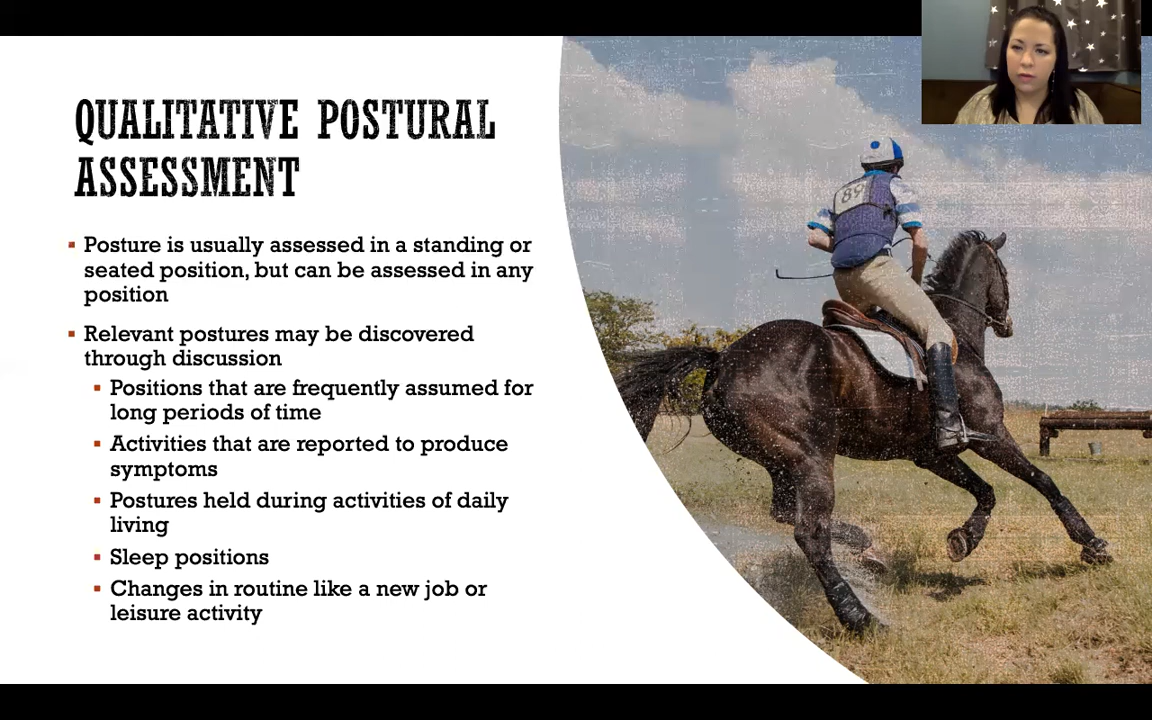 QUALITATIVE POSTURAL
ASSESSMENT
▪ Posture is usually assessed in a standing or
seated position, but can be assessed in any
position
▪ Relevant postures may be discovered
through discussion
▪ Positions that are frequently assumed for
long periods of time
▪ Activities that are reported to produce
symptoms
▪ Postures held during activities of daily
living
▪ Sleep positions
▪ Changes in routine like a new job or
leisure activity
89